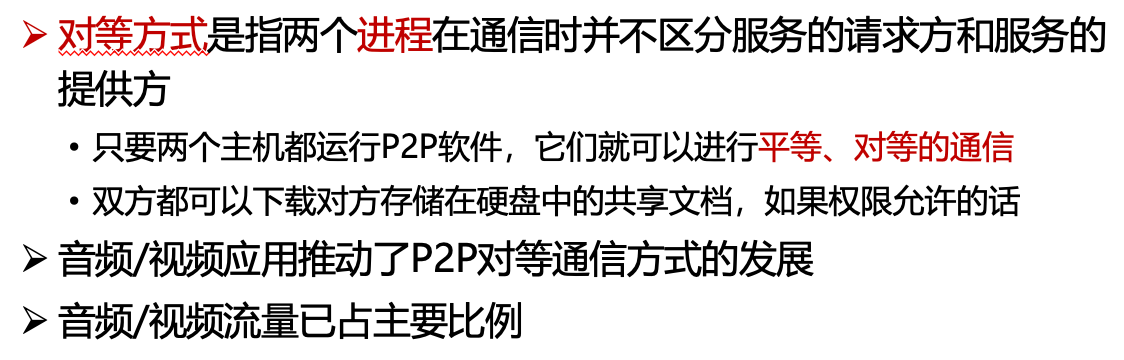 ➢ 对等方式是指两个进程在通信时并不区分服务的请求方和服务的
提供方
• 只要两个主机都运行P2P软件，它们就可以进行平等、对等的通信
• 双方都可以下载对方存储在硬盘中的共享文档，如果权限允许的话
➢ 音频/视频应用推动了P2P对等通信方式的发展
➢ 音频/视频流量已占主要比例